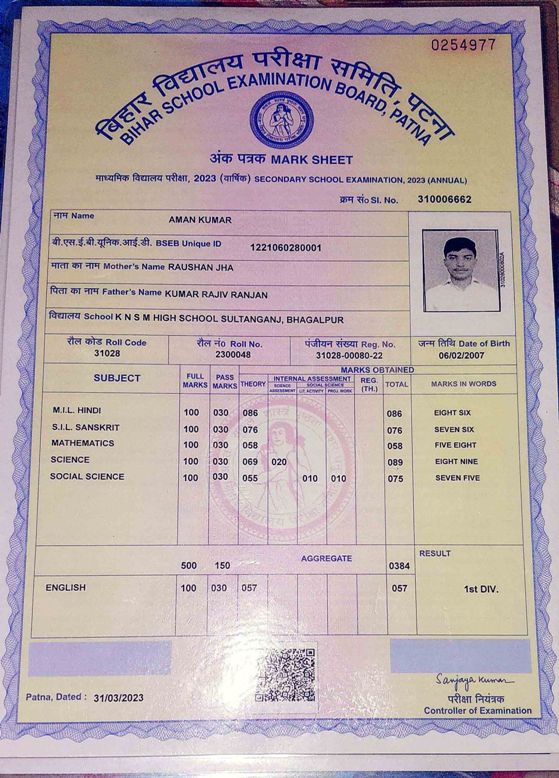 0254977
बिहार विद्यालय परीक्षा समिति, पटना
BIHAR SCHOOL EXAMINATION BOARD, PATNA
अंक पत्रक MARK SHEET
माध्यमिक विद्यालय परीक्षा, 2023 (वार्षिक) SECONDARY SCHOOL EXAMINATION, 2023 (ANNUAL)
क्रम सं० Sl. No. 310006662
नाम Name AMAN KUMAR
बी.एस.ई.बी.यूनिक.आई.डी. BSEB Unique ID 1221060280001
माता का नाम Mother's Name RAUSHAN JHA
पिता का नाम Father's Name KUMAR RAJIV RANJAN
विद्यालय School K N S M HIGH SCHOOL SULTANGANJ, BHAGALPUR
रौल कोड Roll Code रौल नं० Roll No. पंजीयन संख्या Reg. No. जन्म तिथि Date of Birth
31028 2300048 31028-00080-22 06/02/2007
SUBJECT FULL MARKS PASS MARKS MARKS OBTAINED
THEORY INTERNAL ASSESSMENT REG. (TH.) TOTAL MARKS IN WORDS
SCIENCE ASSESSMENT SOCIAL SCIENCE
LIT. ACTIVITY PROJ. WORK
M.I.L. HINDI 100 030 086 086 EIGHT SIX
S.I.L. SANSKRIT 100 030 076 076 SEVEN SIX
MATHEMATICS 100 030 058 058 FIVE EIGHT
SCIENCE 100 030 069 020 089 EIGHT NINE
SOCIAL SCIENCE 100 030 055 010 010 075 SEVEN FIVE
500 150 AGGREGATE 0384 RESULT
ENGLISH 100 030 057 057 1st DIV.
Patna, Dated : 31/03/2023
Sanjaya Kumar
परीक्षा नियंत्रक
Controller of Examination